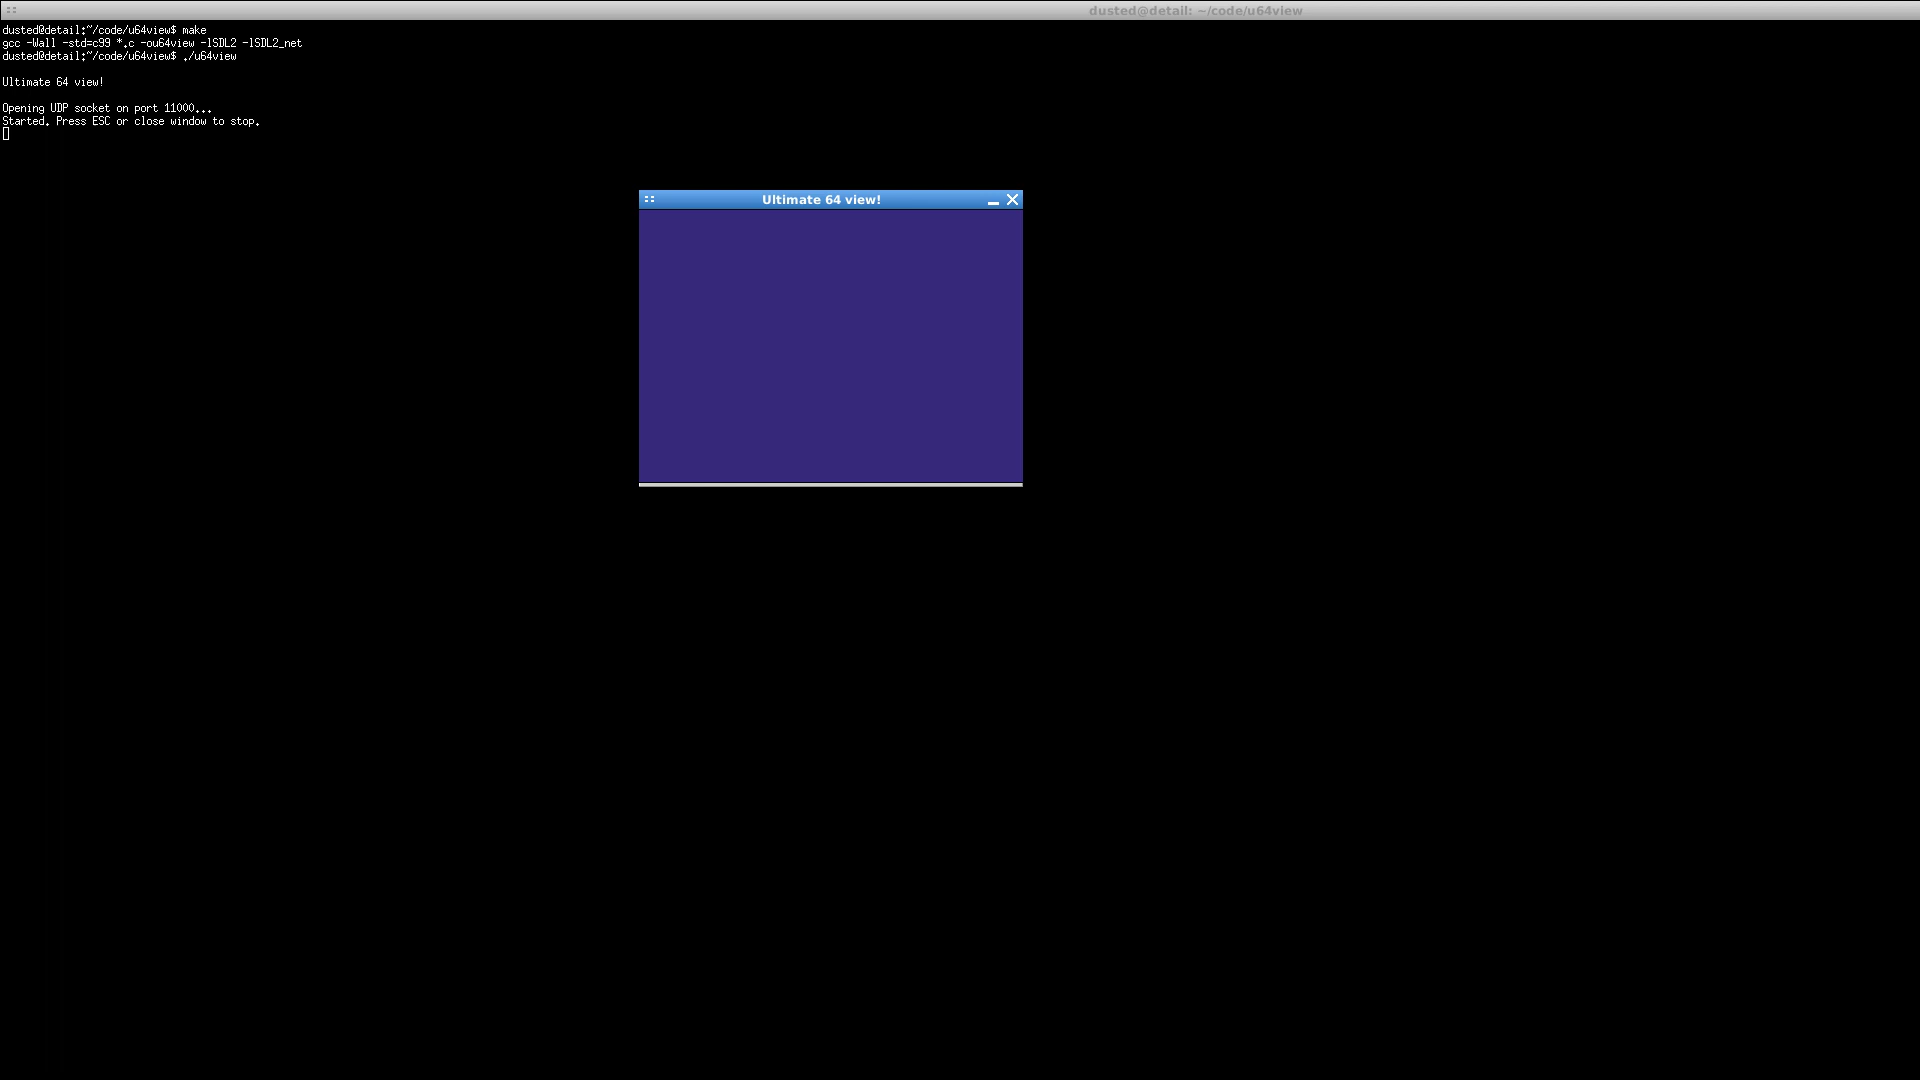 dusted@detail: ~/code/u64view
dusted@detail:~/code/u64view$ make
gcc -Wall -std=c99 *.c -ou64view -lSDL2 -lSDL2_net
dusted@detail:~/code/u64view$ ./u64view
Ultimate 64 view!
Opening UDP socket on port 11000...
Started. Press ESC or close window to stop.
Ultimate 64 view!